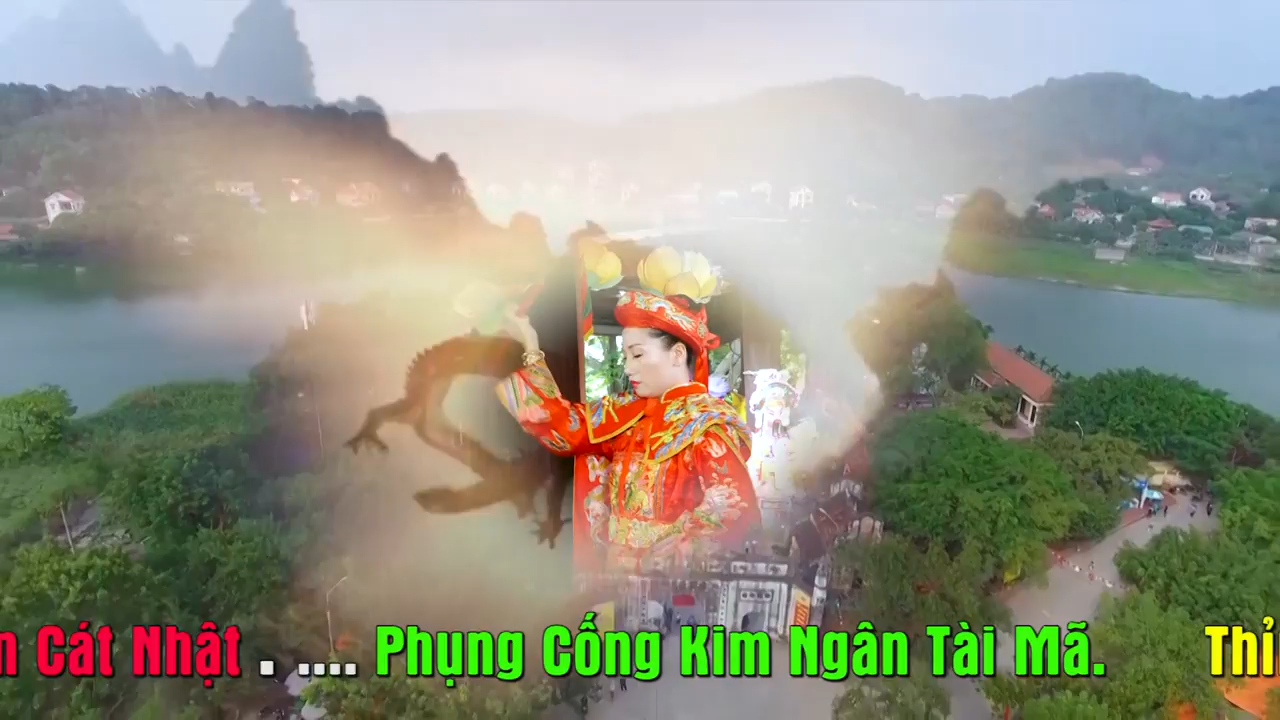 Cát Nhật . .... Phụng Cống Kim Ngân Tài Mã.